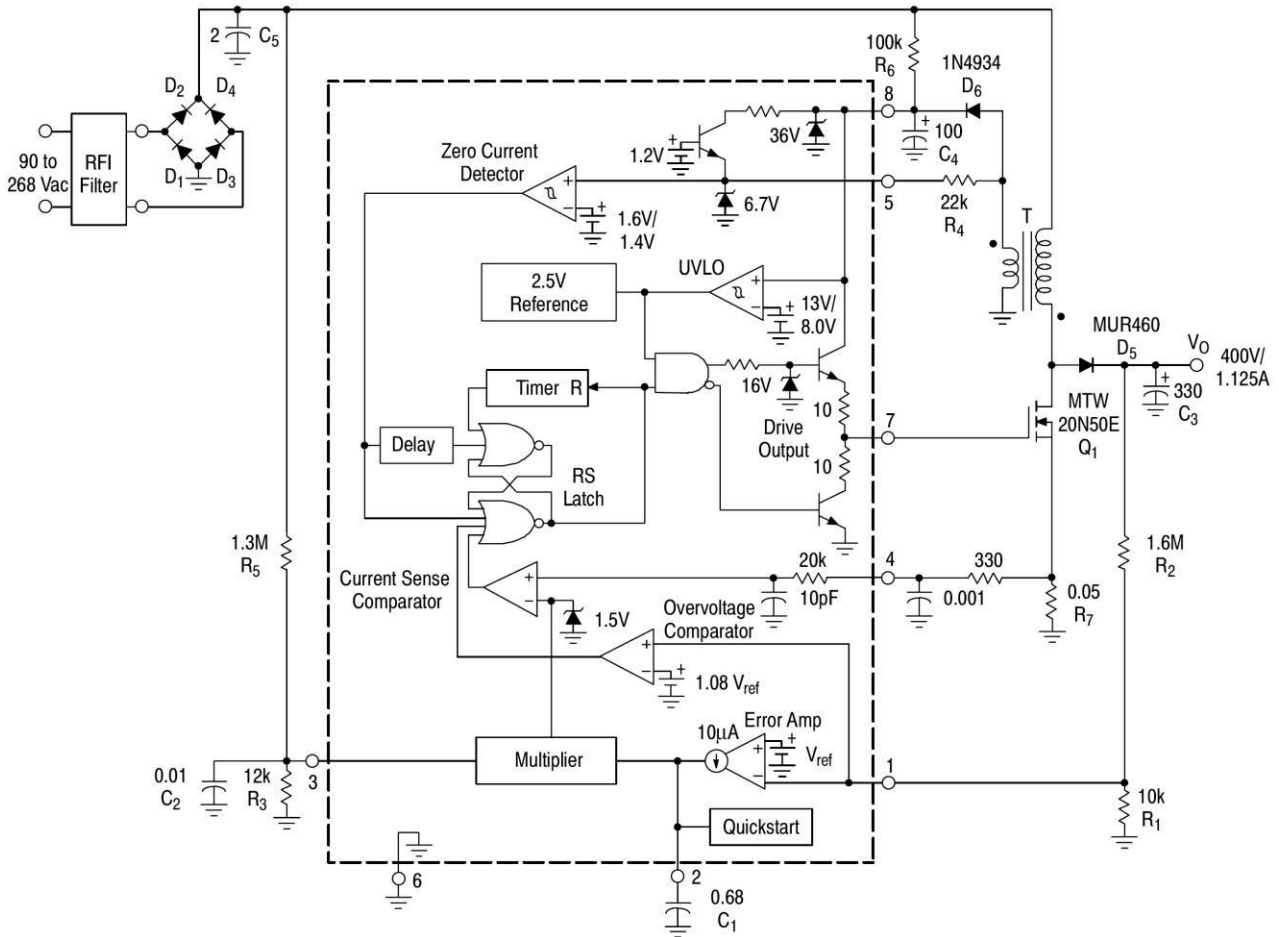 2
C5
100k
R6
1N4934
D6
D2
D4
8
+
100
C4
36V
1.2V
+
RFI
Filter
90 to
268 Vac
D1
D3
Zero Current
Detector
+
−
+
1.6V/
1.4V
6.7V
5
22k
R4
T
2.5V
Reference
UVLO
+
−
+
13V/
8.0V
MUR460
D5
VO
400V/
1.125A
+
330
C3
Timer R
16V
10
Drive
Output
7
MTW
20N50E
Q1
Delay
RS
Latch
10
1.3M
R5
1.6M
R2
Current Sense
Comparator
+
−
20k
10pF
4
330
0.001
0.05
R7
1.5V
Overvoltage
Comparator
+
−
+
1.08 Vref
10µA
Error Amp
+
−
+
Vref
1
Multiplier
0.01
C2
12k
R3
3
10k
R1
Quickstart
6
2
0.68
C1